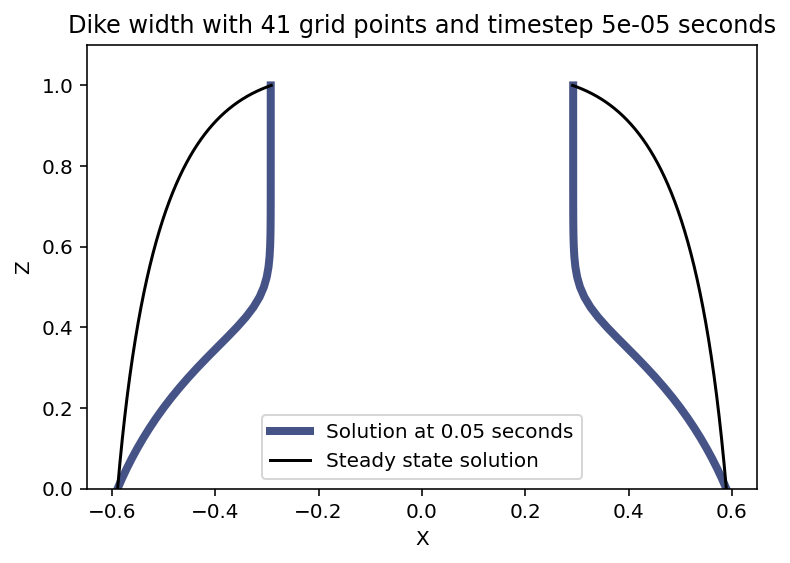 Dike width with 41 grid points and timestep 5e-05 seconds
Z
1.0
0.8
0.6
0.4
0.2
0.0
Solution at 0.05 seconds
Steady state solution
−0.6 −0.4 −0.2 0.0 0.2 0.4 0.6
X